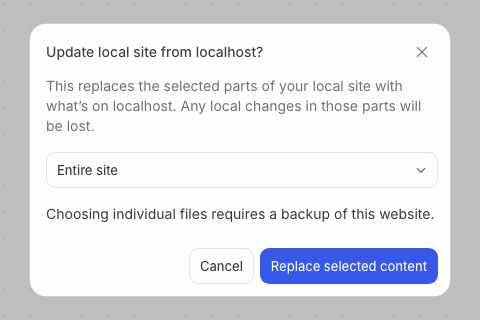 Update local site from localhost?
This replaces the selected parts of your local site with
what's on localhost. Any local changes in those parts will
be lost.
Entire site
Choosing individual files requires a backup of this website.
Cancel
Replace selected content